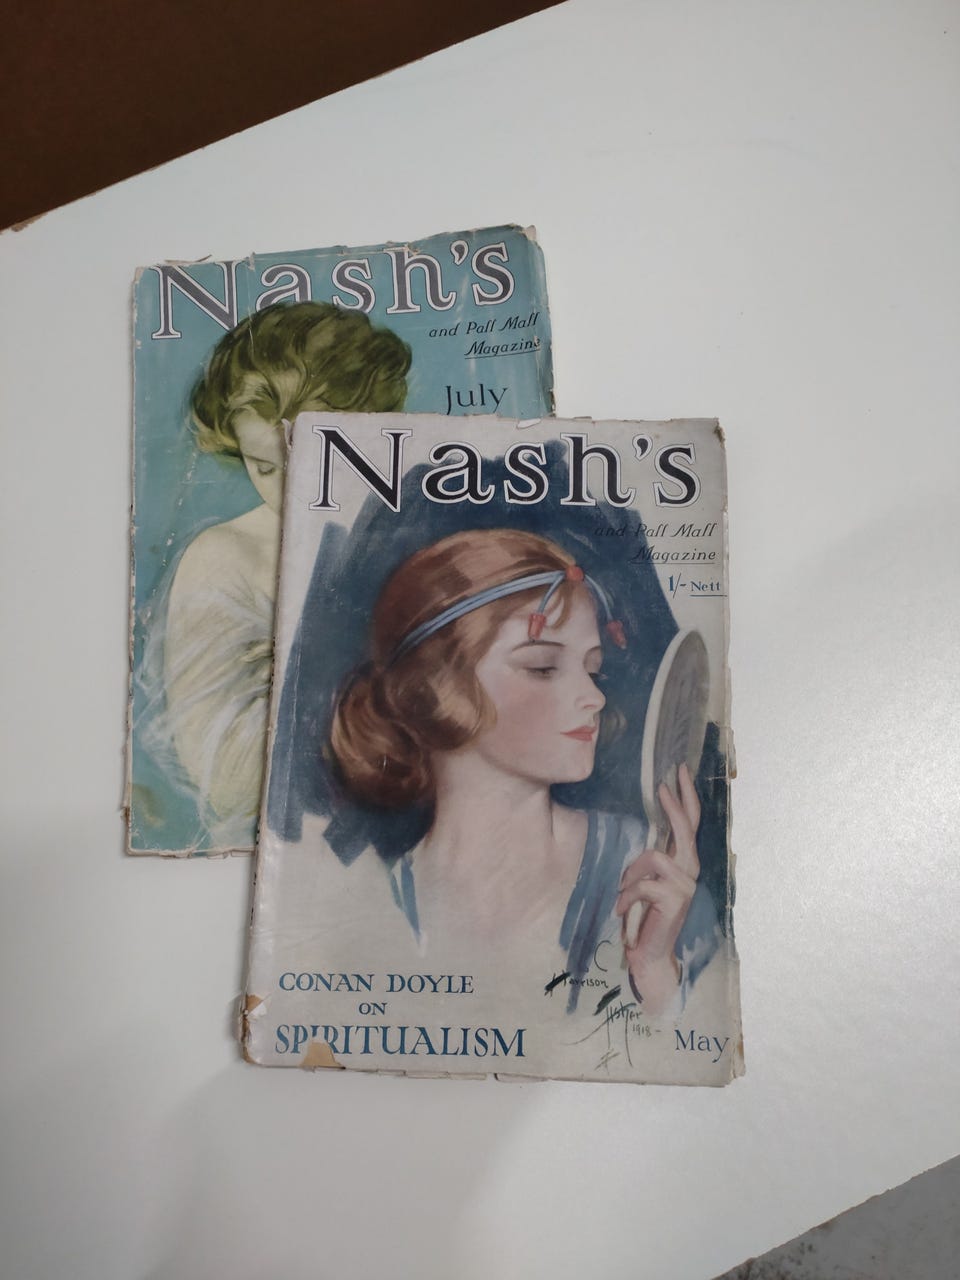 Nash's
and Pall Mall
Magazine
July
Nash's
and Pall Mall
Magazine
1/- Nett
CONAN DOYLE
ON
SPIRITUALISM
Harrison
Fisher
1918-
May